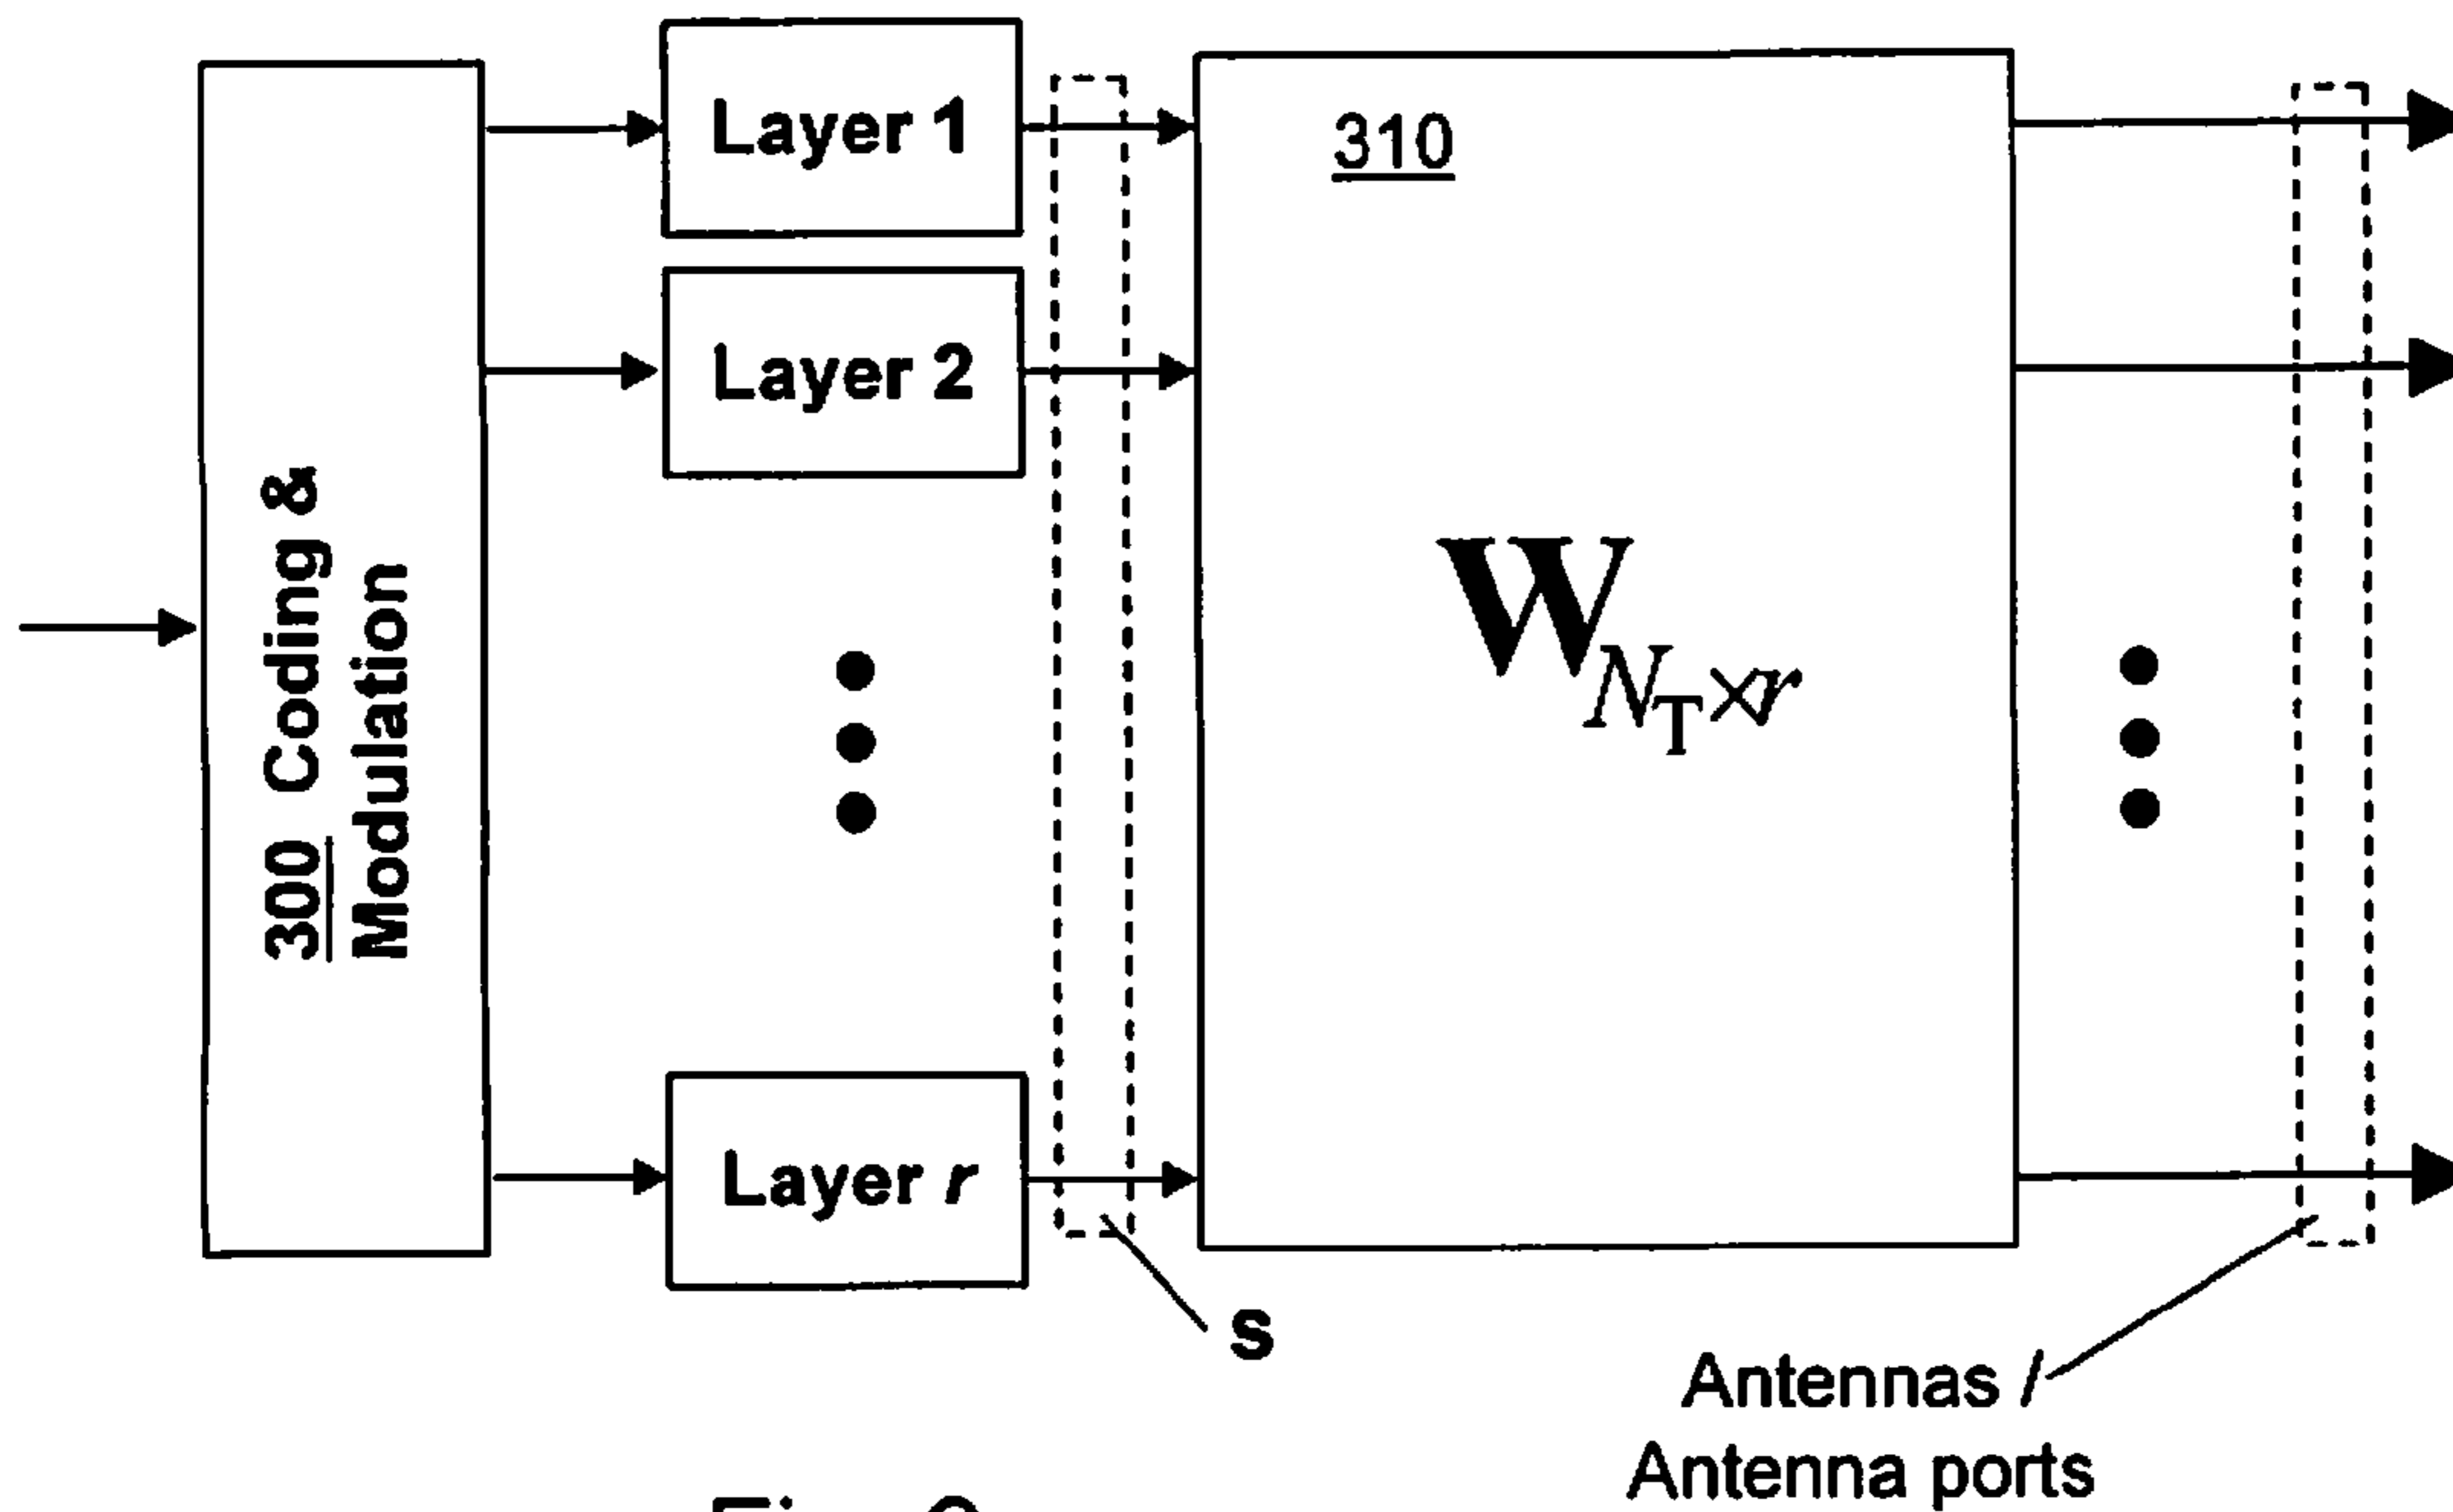 300 Coding &
Modulation
Layer 1
Layer 2
Layer r
310
W_{N_T×r}
s
Antennas /
Antenna ports